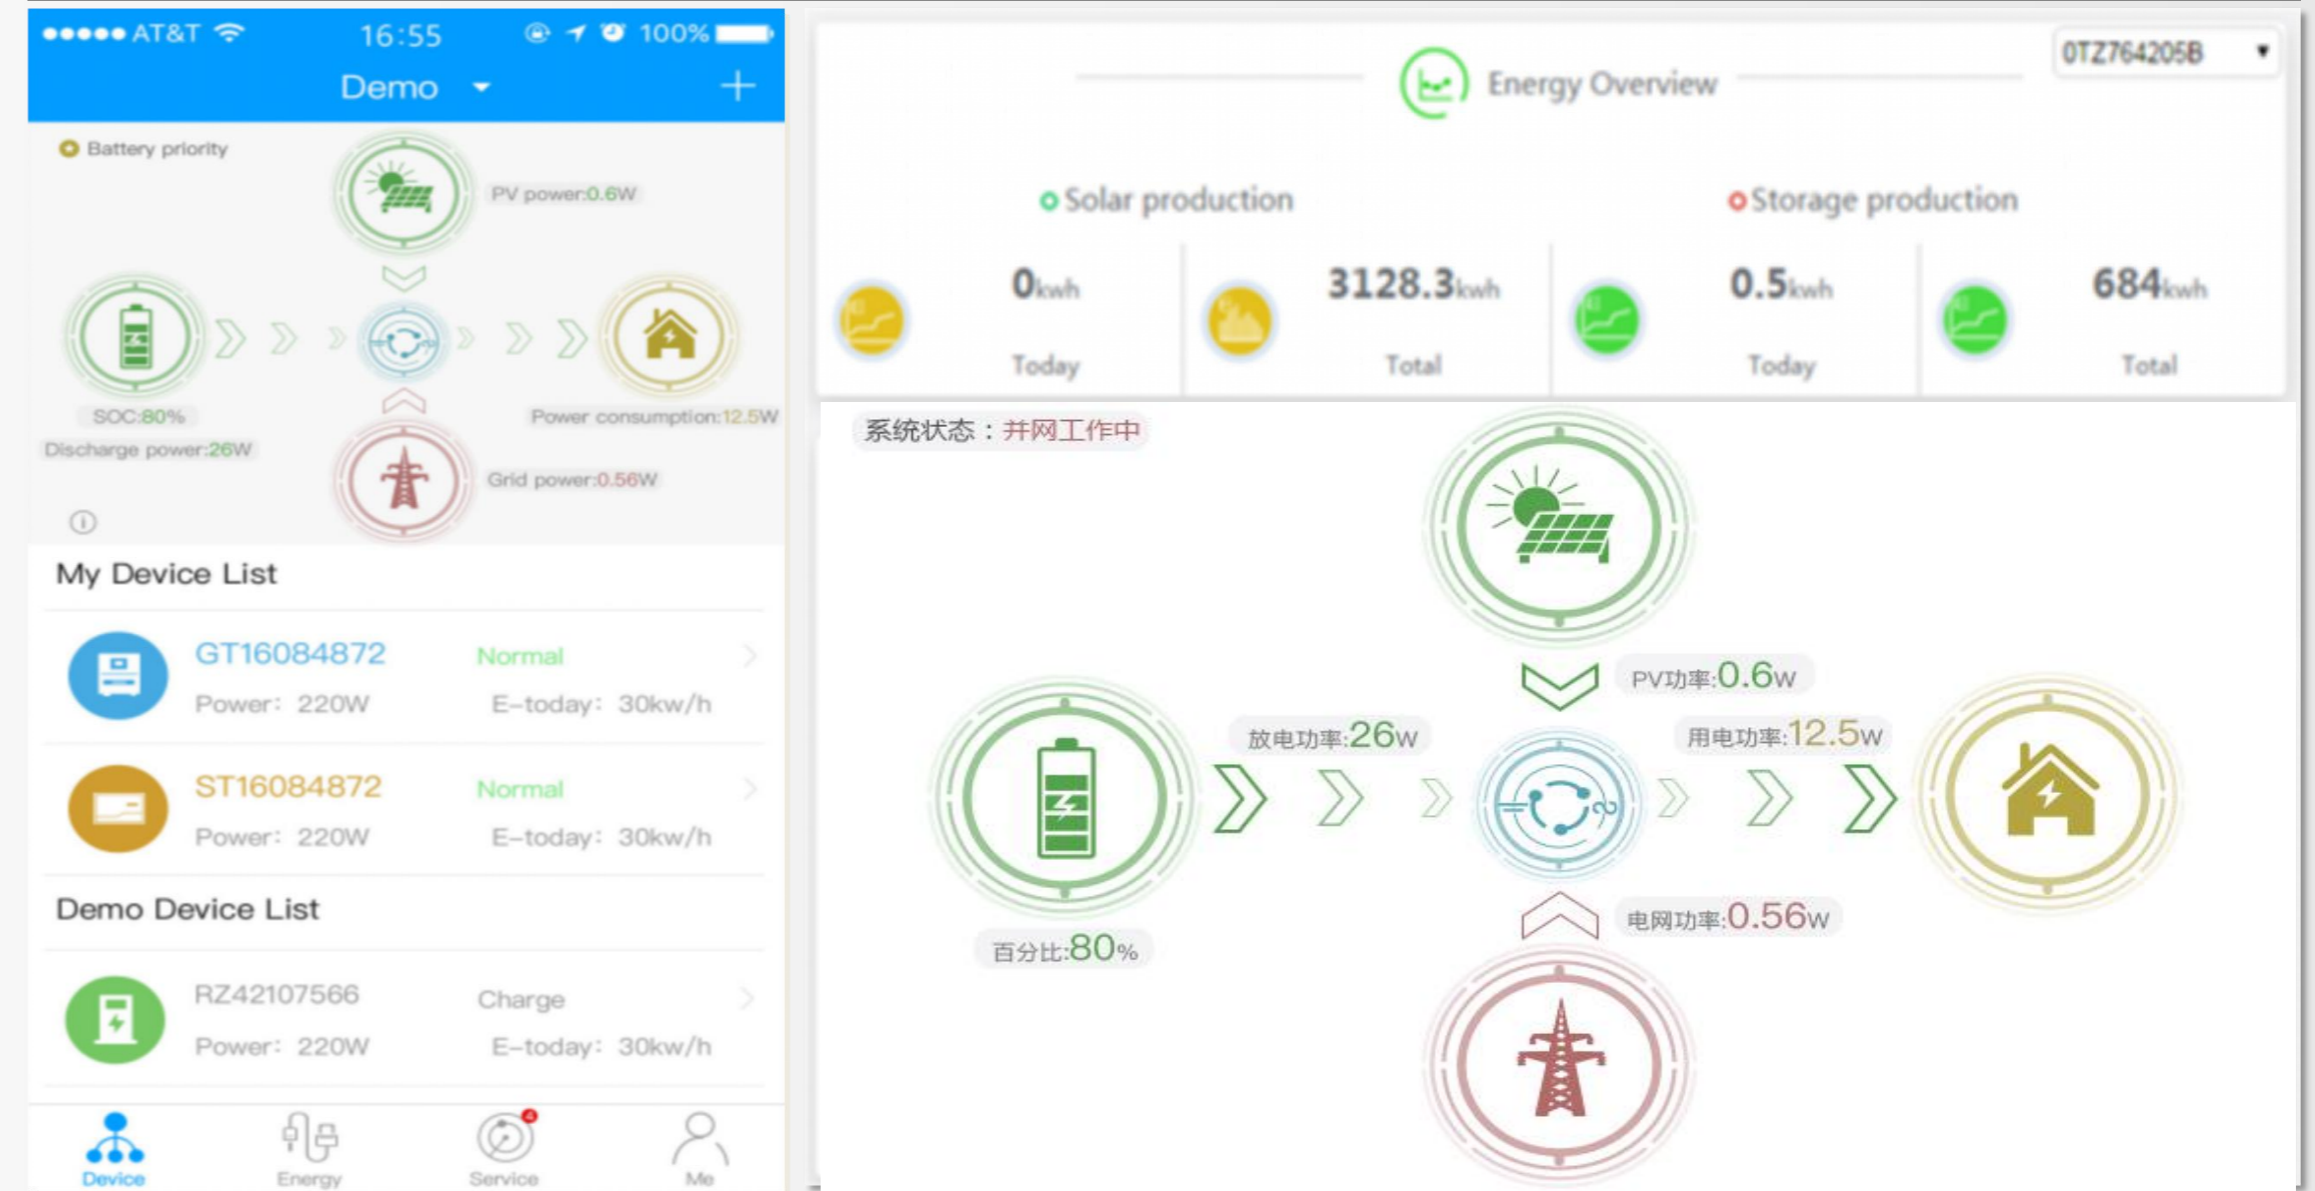 AT&T 16:55 100%
Demo
Battery priority
PV power:0.6W
SOC:80%
Power consumption:12.5W
Discharge power:26W
Grid power:0.56W
My Device List
GT16084872 Normal
Power: 220W E-today: 30kw/h
ST16084872 Normal
Power: 220W E-today: 30kw/h
Demo Device List
RZ42107566 Charge
Power: 220W E-today: 30kw/h
4
Device Energy Service Me
0TZ764205B
Energy Overview
Solar production Storage production
0kwh 3128.3kwh 0.5kwh 684kwh
Today Total Today Total
系统状态：并网工作中
PV功率:0.6W
放电功率:26W 用电功率:12.5W
电网功率:0.56W
百分比:80%